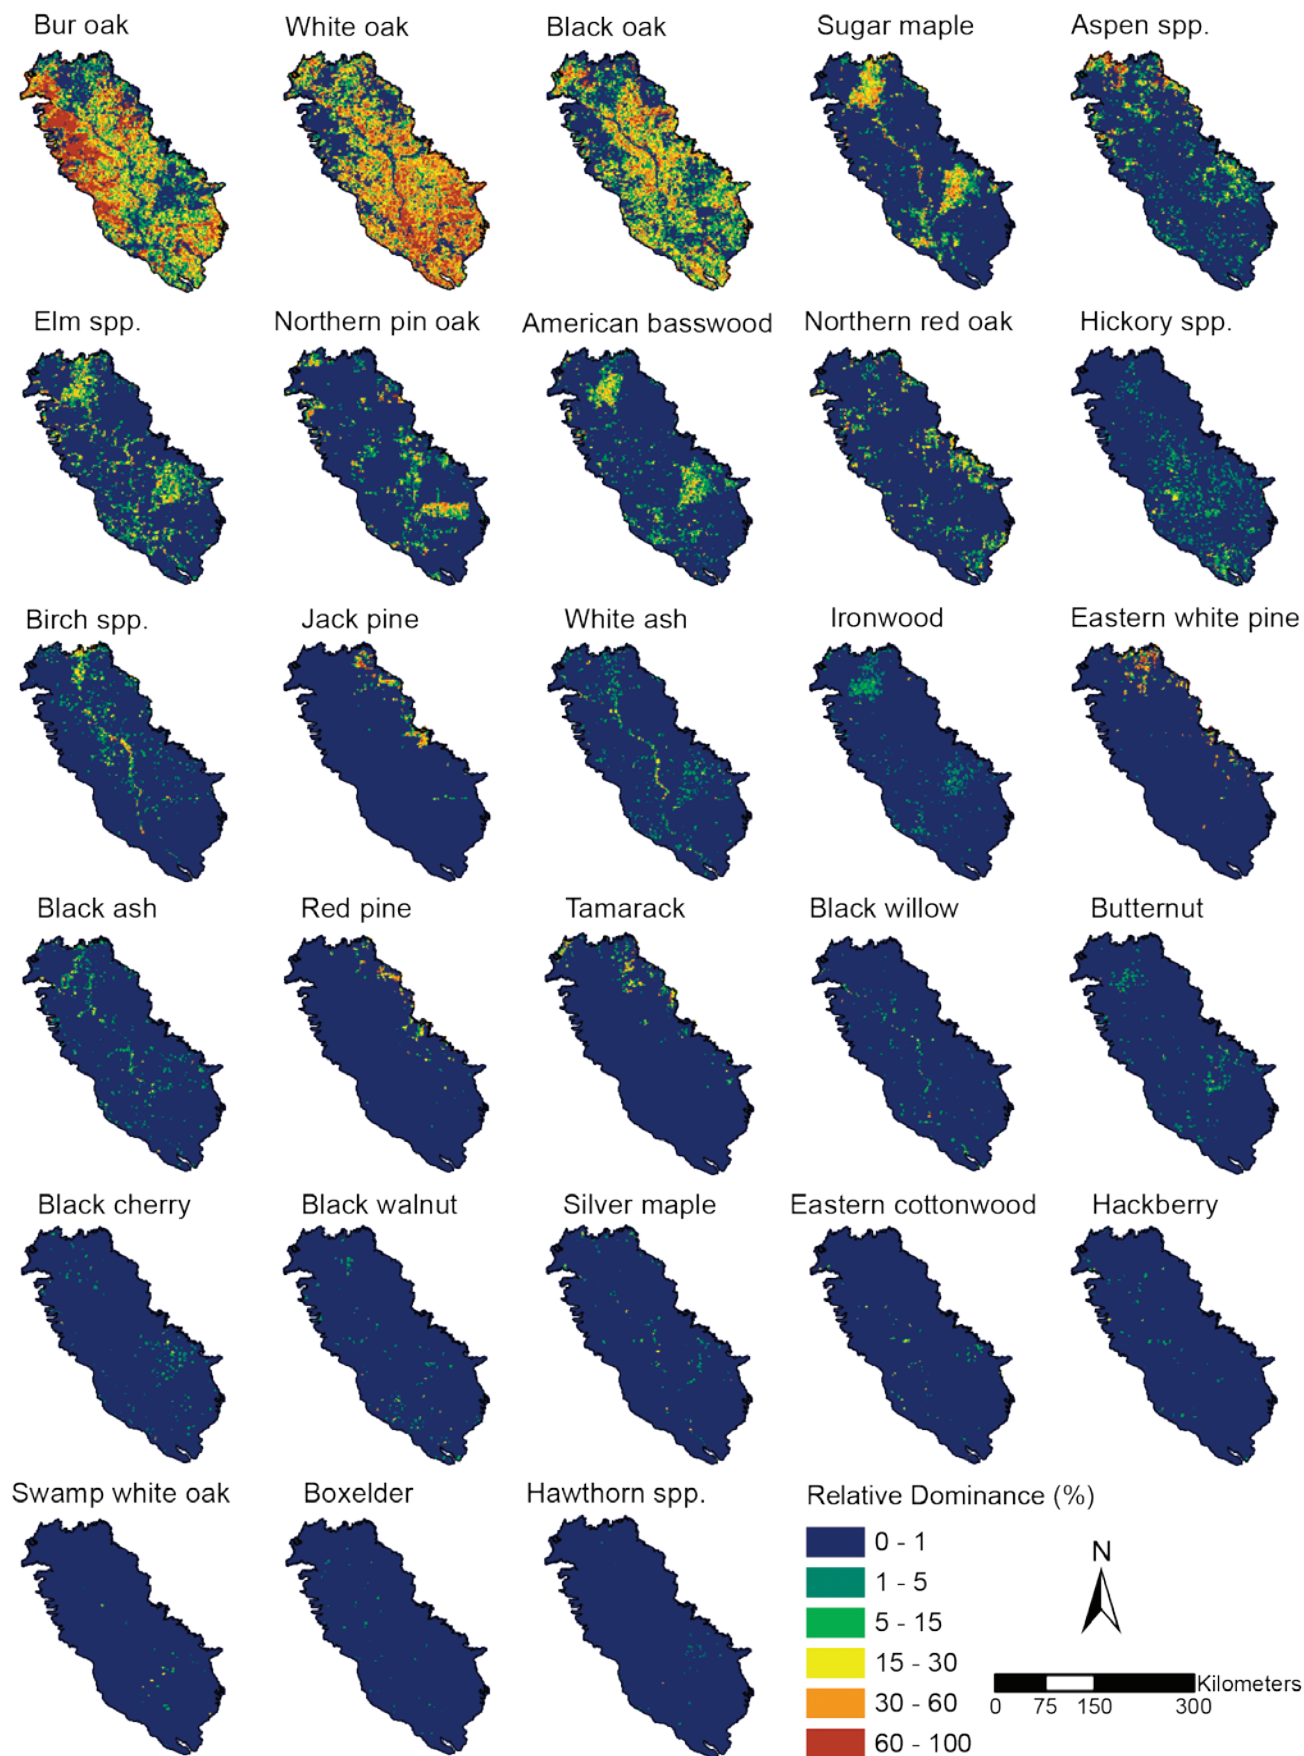 Bur oak
White oak
Black oak
Sugar maple
Aspen spp.
Elm spp.
Northern pin oak
American basswood
Northern red oak
Hickory spp.
Birch spp.
Jack pine
White ash
Ironwood
Eastern white pine
Black ash
Red pine
Tamarack
Black willow
Butternut
Black cherry
Black walnut
Silver maple
Eastern cottonwood
Hackberry
Swamp white oak
Boxelder
Hawthorn spp.
Relative Dominance (%)
0 - 1
1 - 5
5 - 15
15 - 30
30 - 60
60 - 100
N
Kilometers
0 75 150 300